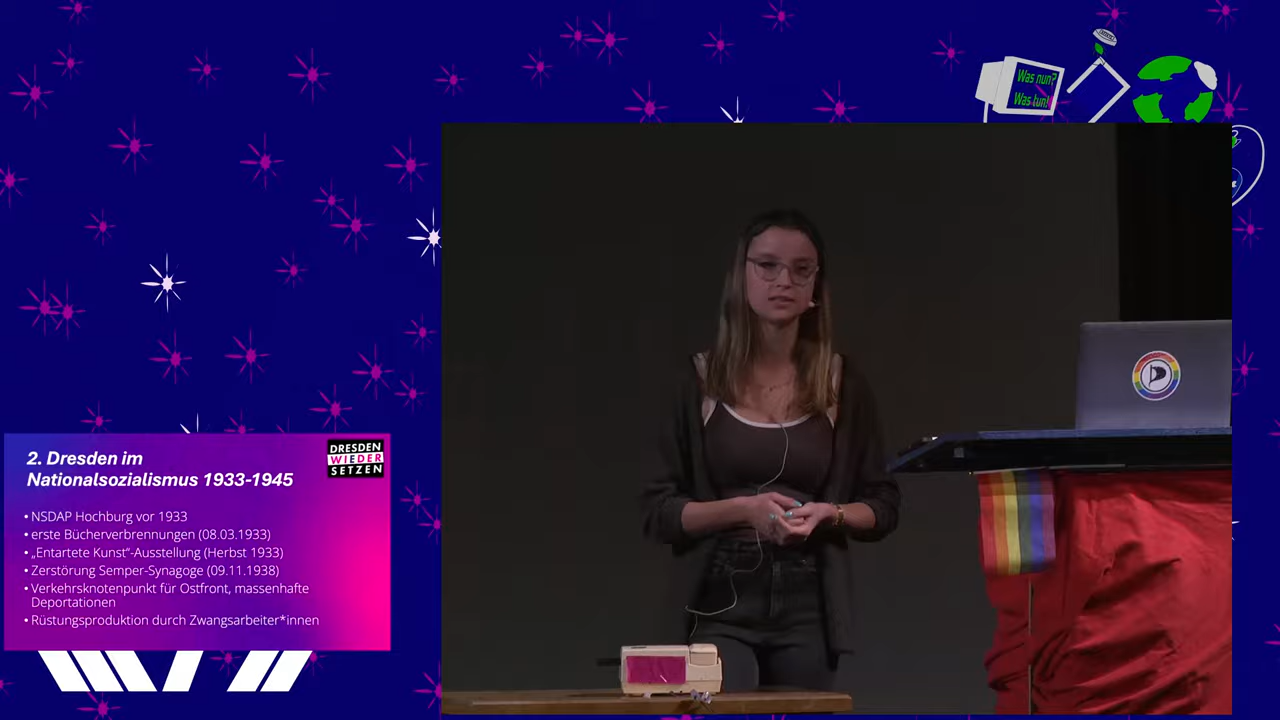 Was nun?
Was tun!
2. Dresden im
Nationalsozialismus 1933-1945
DRESDEN
WIEDER
SETZEN
• NSDAP Hochburg vor 1933
• erste Bücherverbrennungen (08.03.1933)
• „Entartete Kunst“-Ausstellung (Herbst 1933)
• Zerstörung Semper-Synagoge (09.11.1938)
• Verkehrsknotenpunkt für Ostfront, massenhafte
Deportationen
• Rüstungsproduktion durch Zwangsarbeiter*innen